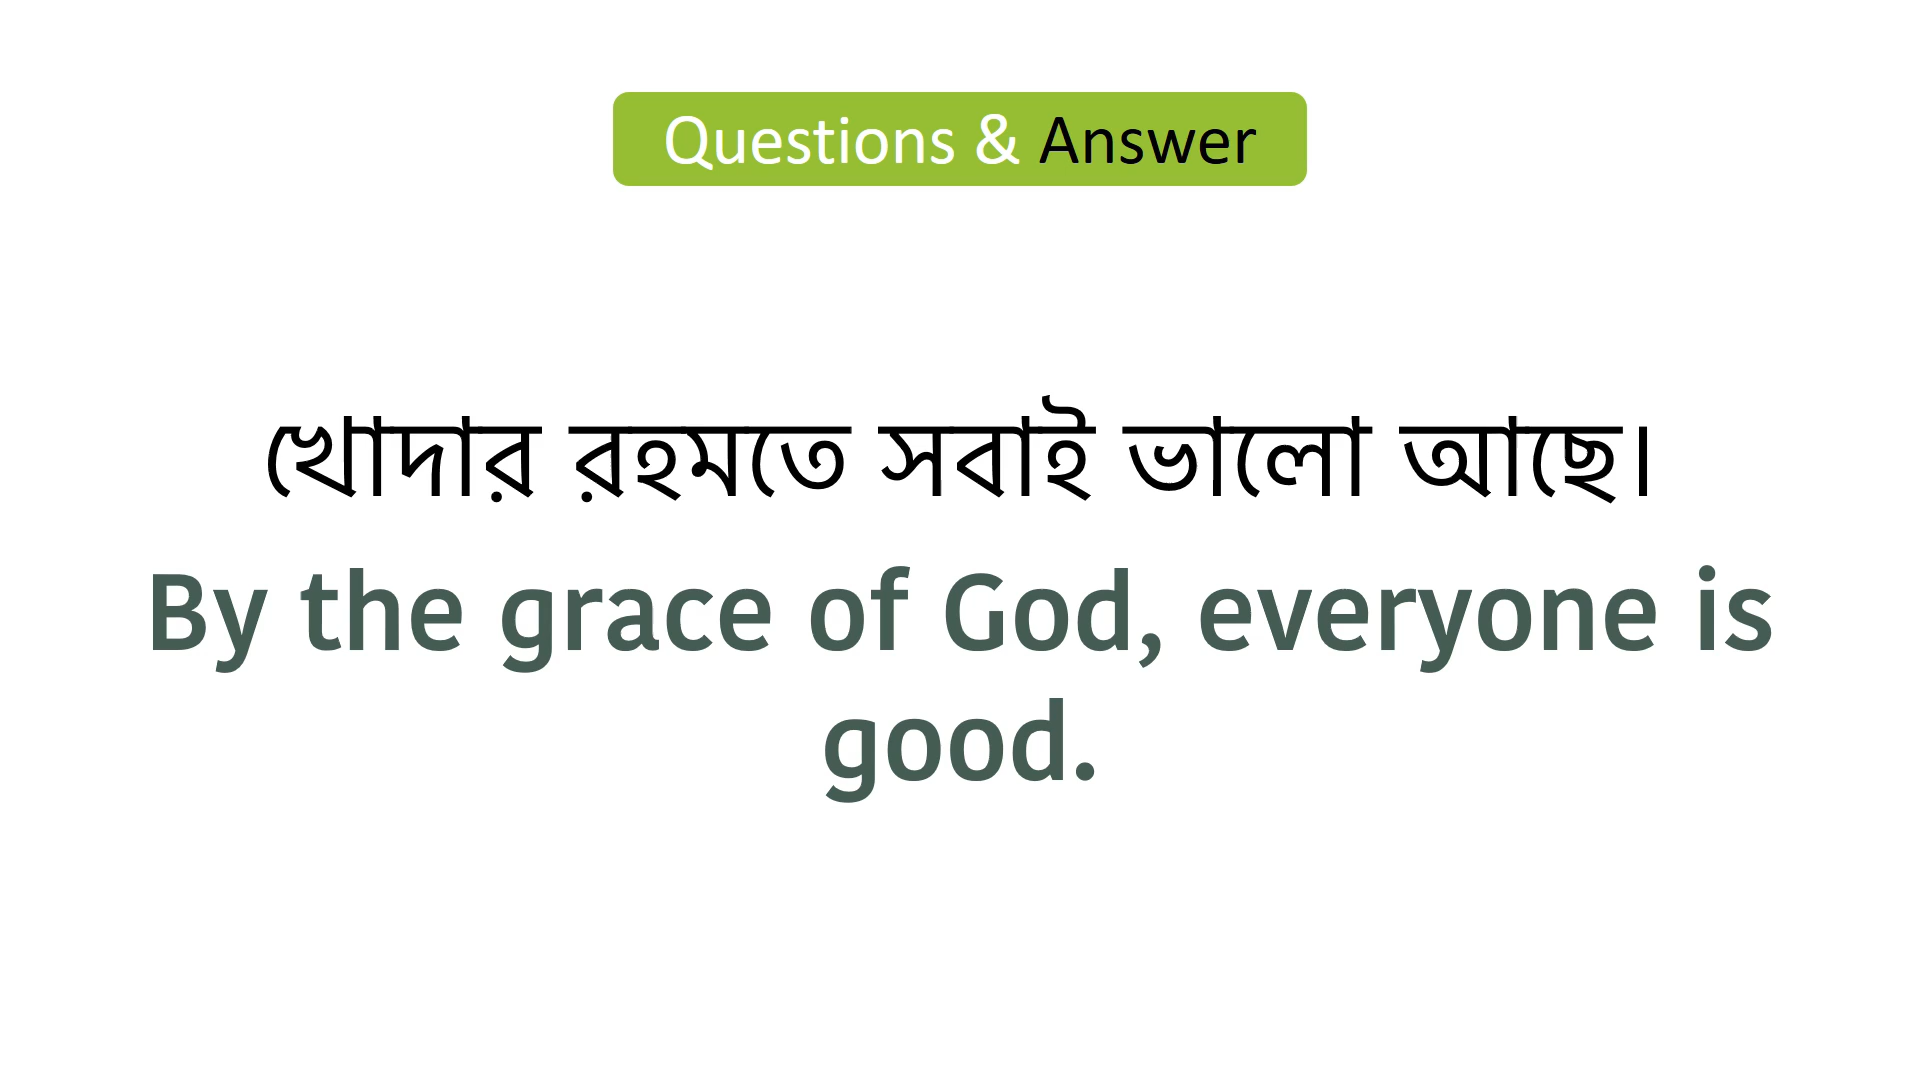 Questions & Answer
খোদার রহমতে সবাই ভালো আছে।
By the grace of God, everyone is
good.